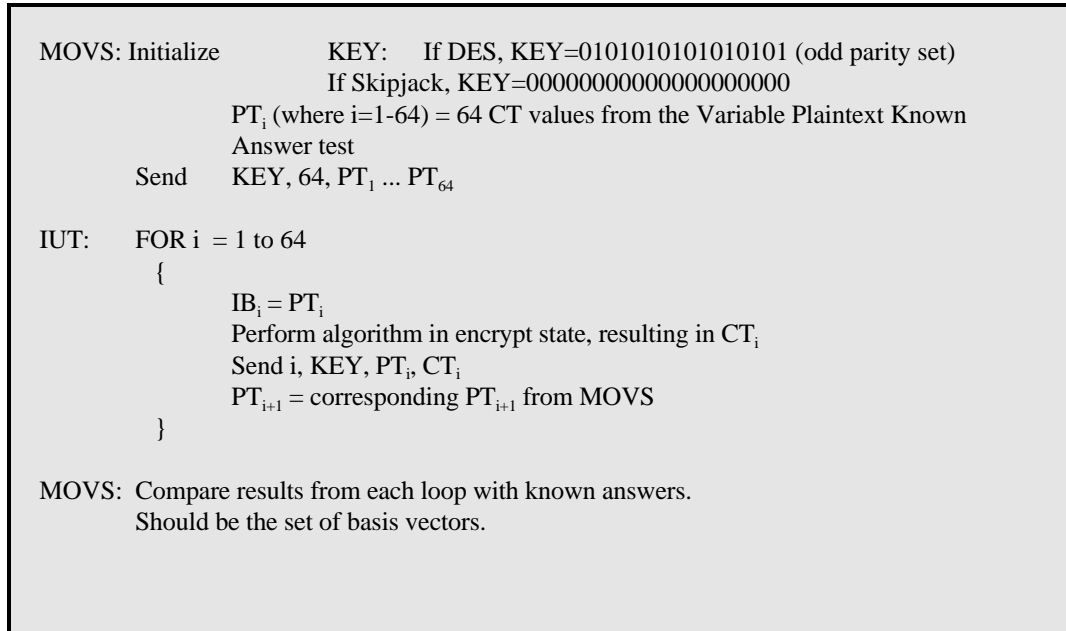 MOVS: Initialize KEY: If DES, KEY=0101010101010101 (odd parity set)
If Skipjack, KEY=00000000000000000000
PTi (where i=1-64) = 64 CT values from the Variable Plaintext Known
Answer test
Send KEY, 64, PT1 ... PT64
IUT: FOR i = 1 to 64
{
IBi = PTi
Perform algorithm in encrypt state, resulting in CTi
Send i, KEY, PTi, CTi
PTi+1 = corresponding PTi+1 from MOVS
}
MOVS: Compare results from each loop with known answers.
Should be the set of basis vectors.